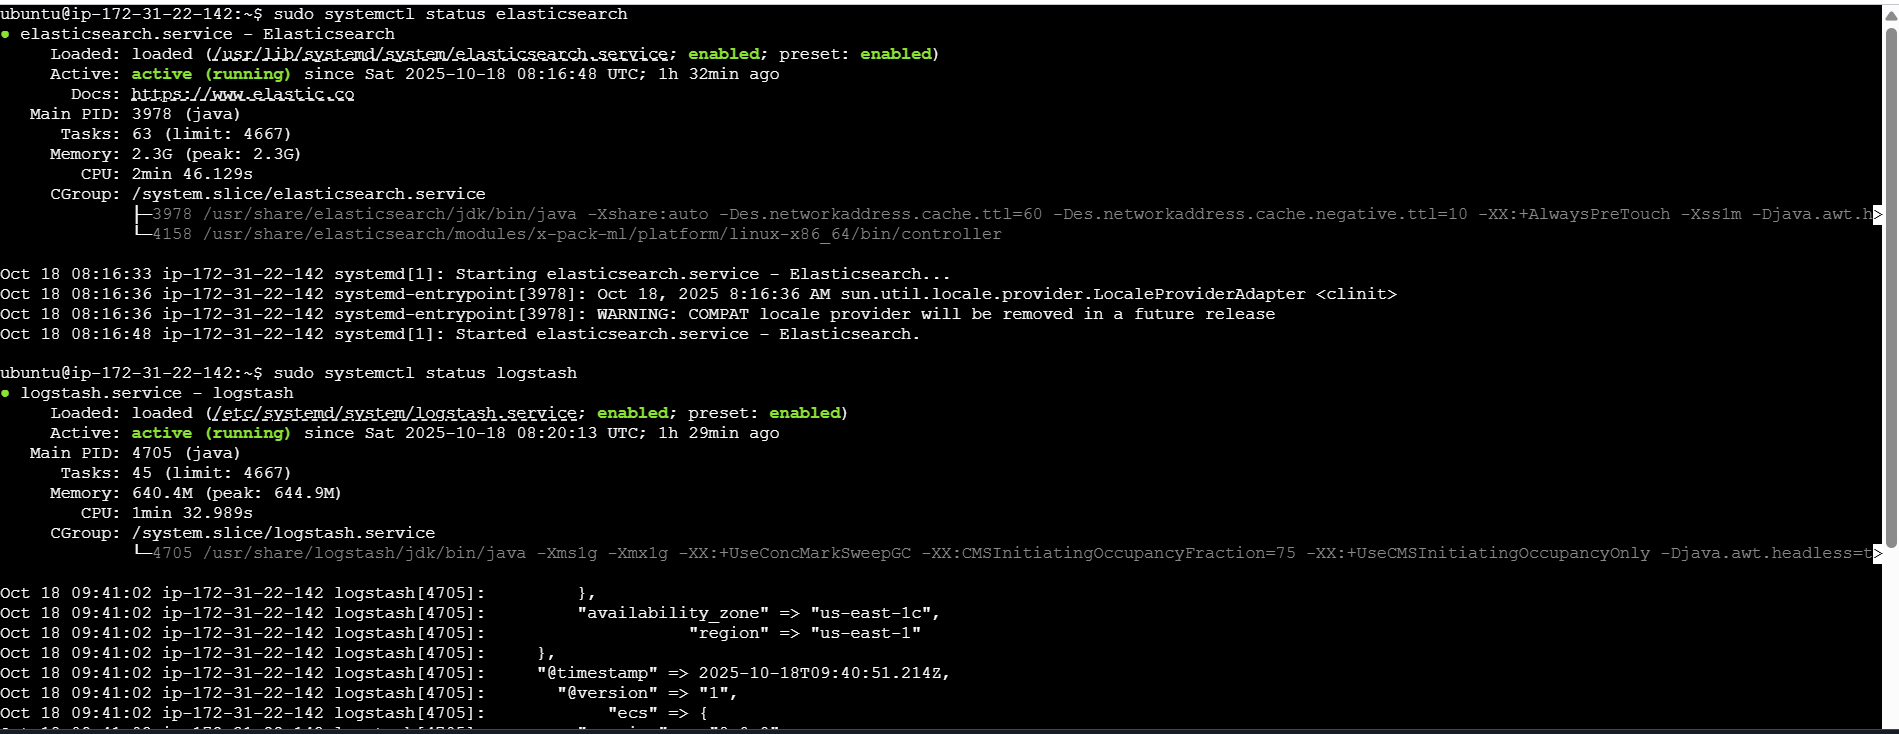 ubuntu@ip-172-31-22-142:~$ sudo systemctl status elasticsearch
● elasticsearch.service - Elasticsearch
     Loaded: loaded (/usr/lib/systemd/system/elasticsearch.service; enabled; preset: enabled)
     Active: active (running) since Sat 2025-10-18 08:16:48 UTC; 1h 32min ago
       Docs: https://www.elastic.co
   Main PID: 3978 (java)
      Tasks: 63 (limit: 4667)
     Memory: 2.3G (peak: 2.3G)
        CPU: 2min 46.129s
     CGroup: /system.slice/elasticsearch.service
             ├─3978 /usr/share/elasticsearch/jdk/bin/java -Xshare:auto -Des.networkaddress.cache.ttl=60 -Des.networkaddress.cache.negative.ttl=10 -XX:+AlwaysPreTouch -Xss1m -Djava.awt.h>
             └─4158 /usr/share/elasticsearch/modules/x-pack-ml/platform/linux-x86_64/bin/controller
Oct 18 08:16:33 ip-172-31-22-142 systemd[1]: Starting elasticsearch.service - Elasticsearch...
Oct 18 08:16:36 ip-172-31-22-142 systemd-entrypoint[3978]: Oct 18, 2025 8:16:36 AM sun.util.locale.provider.LocaleProviderAdapter <clinit>
Oct 18 08:16:36 ip-172-31-22-142 systemd-entrypoint[3978]: WARNING: COMPAT locale provider will be removed in a future release
Oct 18 08:16:48 ip-172-31-22-142 systemd[1]: Started elasticsearch.service - Elasticsearch.
ubuntu@ip-172-31-22-142:~$ sudo systemctl status logstash
● logstash.service - logstash
     Loaded: loaded (/etc/systemd/system/logstash.service; enabled; preset: enabled)
     Active: active (running) since Sat 2025-10-18 08:20:13 UTC; 1h 29min ago
   Main PID: 4705 (java)
      Tasks: 45 (limit: 4667)
     Memory: 640.4M (peak: 644.9M)
        CPU: 1min 32.989s
     CGroup: /system.slice/logstash.service
             └─4705 /usr/share/logstash/jdk/bin/java -Xms1g -Xmx1g -XX:+UseConcMarkSweepGC -XX:CMSInitiatingOccupancyFraction=75 -XX:+UseCMSInitiatingOccupancyOnly -Djava.awt.headless=t>
Oct 18 09:41:02 ip-172-31-22-142 logstash[4705]:         },
Oct 18 09:41:02 ip-172-31-22-142 logstash[4705]:         "availability_zone" => "us-east-1c",
Oct 18 09:41:02 ip-172-31-22-142 logstash[4705]:                    "region" => "us-east-1"
Oct 18 09:41:02 ip-172-31-22-142 logstash[4705]:     },
Oct 18 09:41:02 ip-172-31-22-142 logstash[4705]:     "@timestamp" => 2025-10-18T09:40:51.214Z,
Oct 18 09:41:02 ip-172-31-22-142 logstash[4705]:       "@version" => "1",
Oct 18 09:41:02 ip-172-31-22-142 logstash[4705]:            "ecs" => {